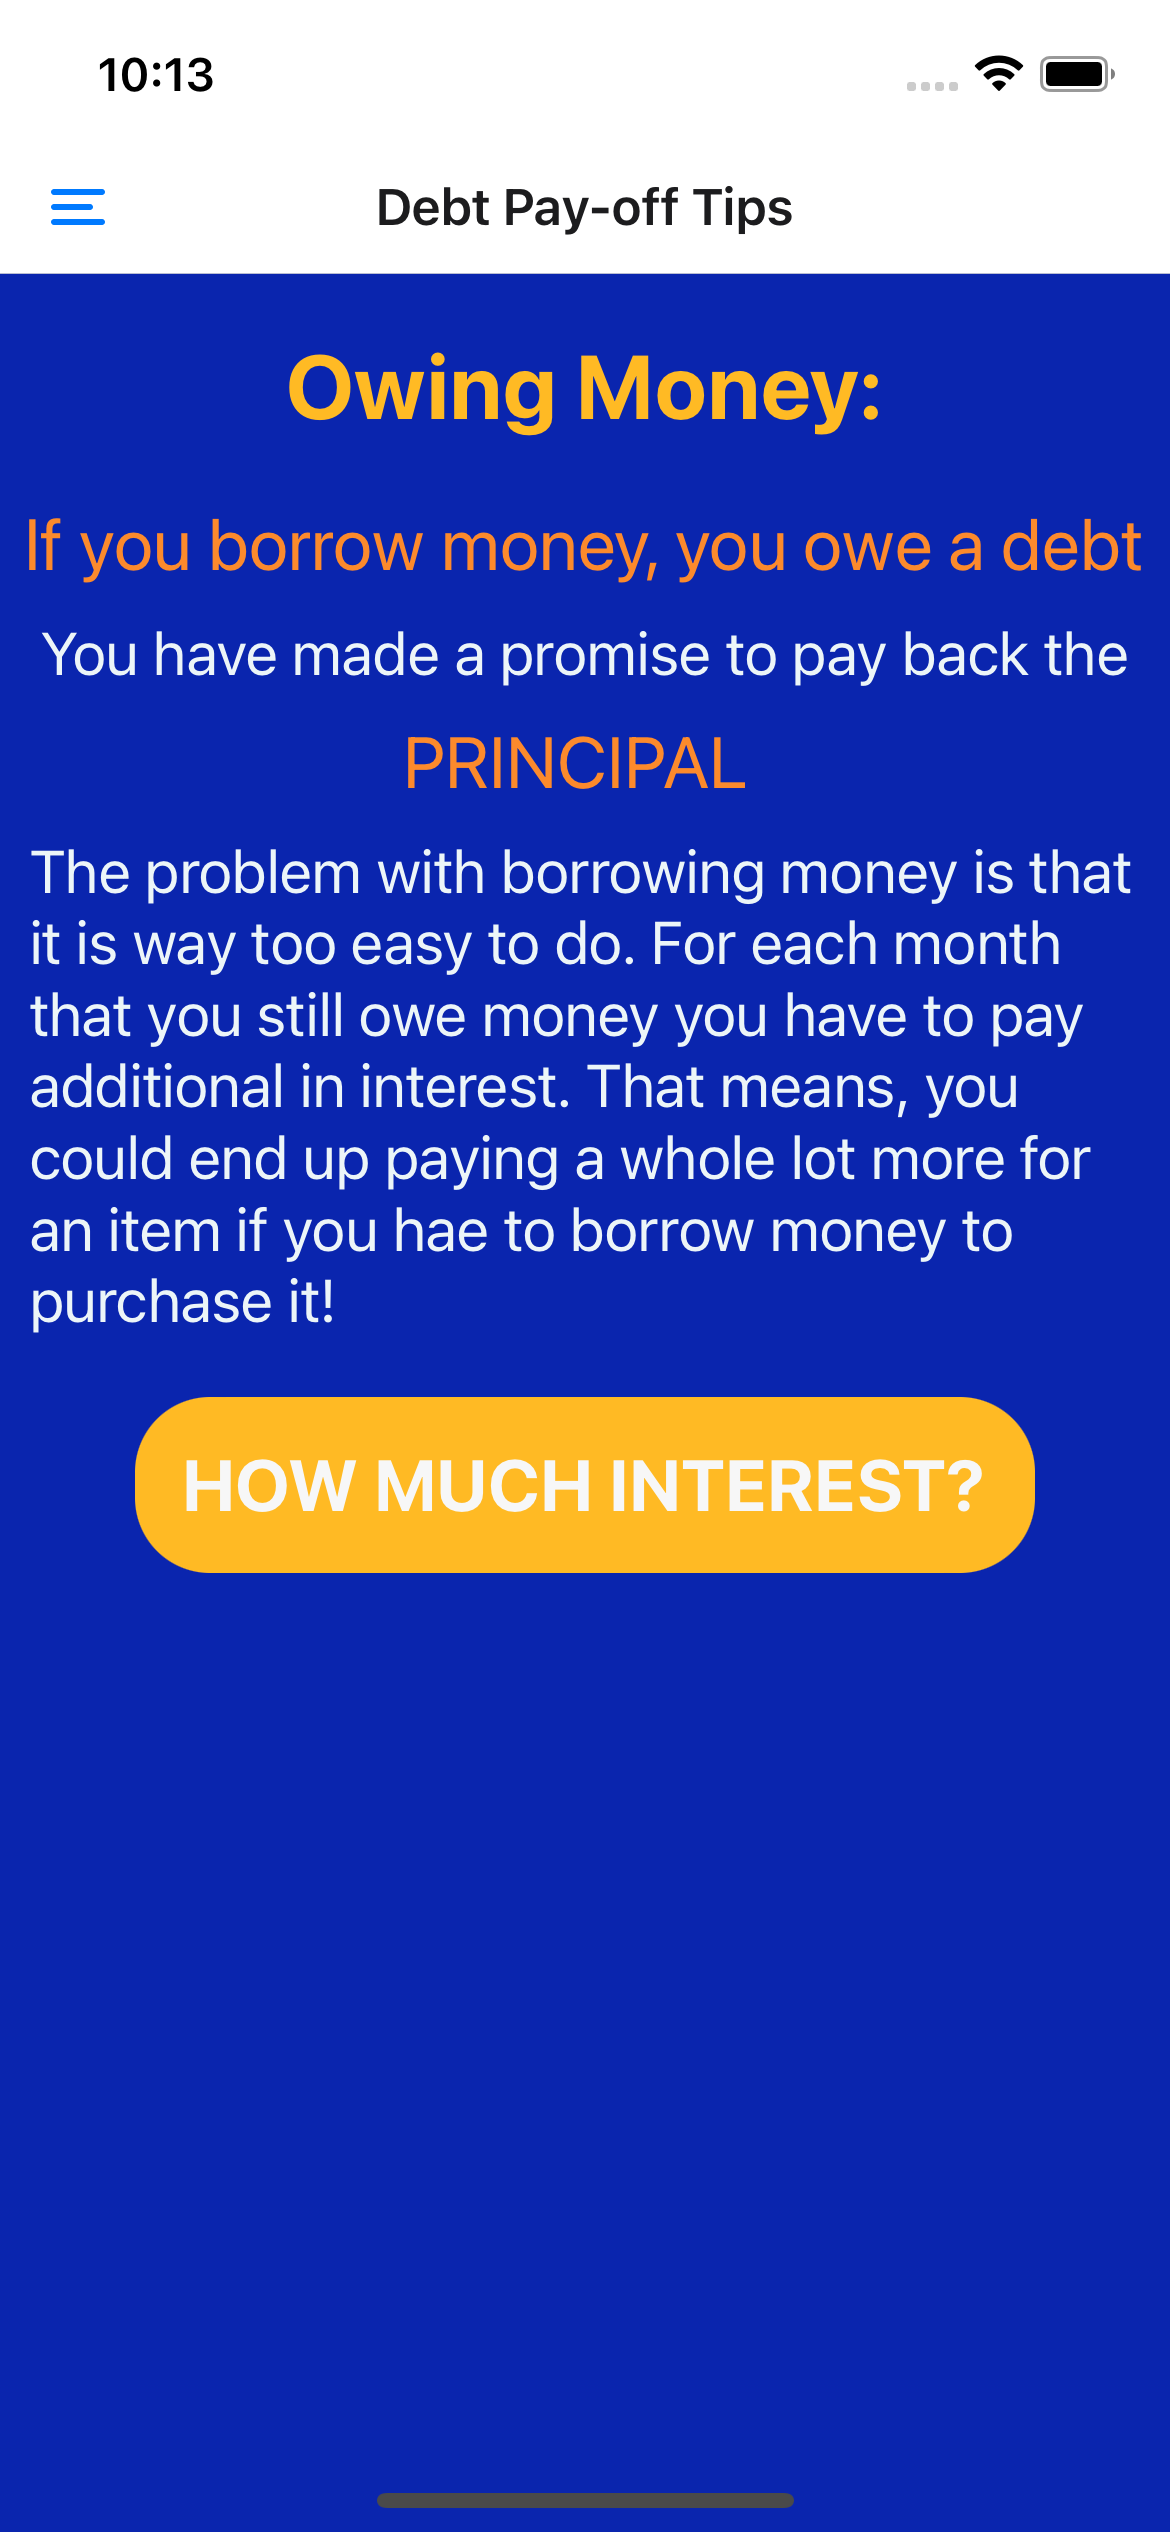 10:13
Debt Pay-off Tips
Owing Money:
If you borrow money, you owe a debt
You have made a promise to pay back the
PRINCIPAL
The problem with borrowing money is that
it is way too easy to do. For each month
that you still owe money you have to pay
additional in interest. That means, you
could end up paying a whole lot more for
an item if you hae to borrow money to
purchase it!
HOW MUCH INTEREST?